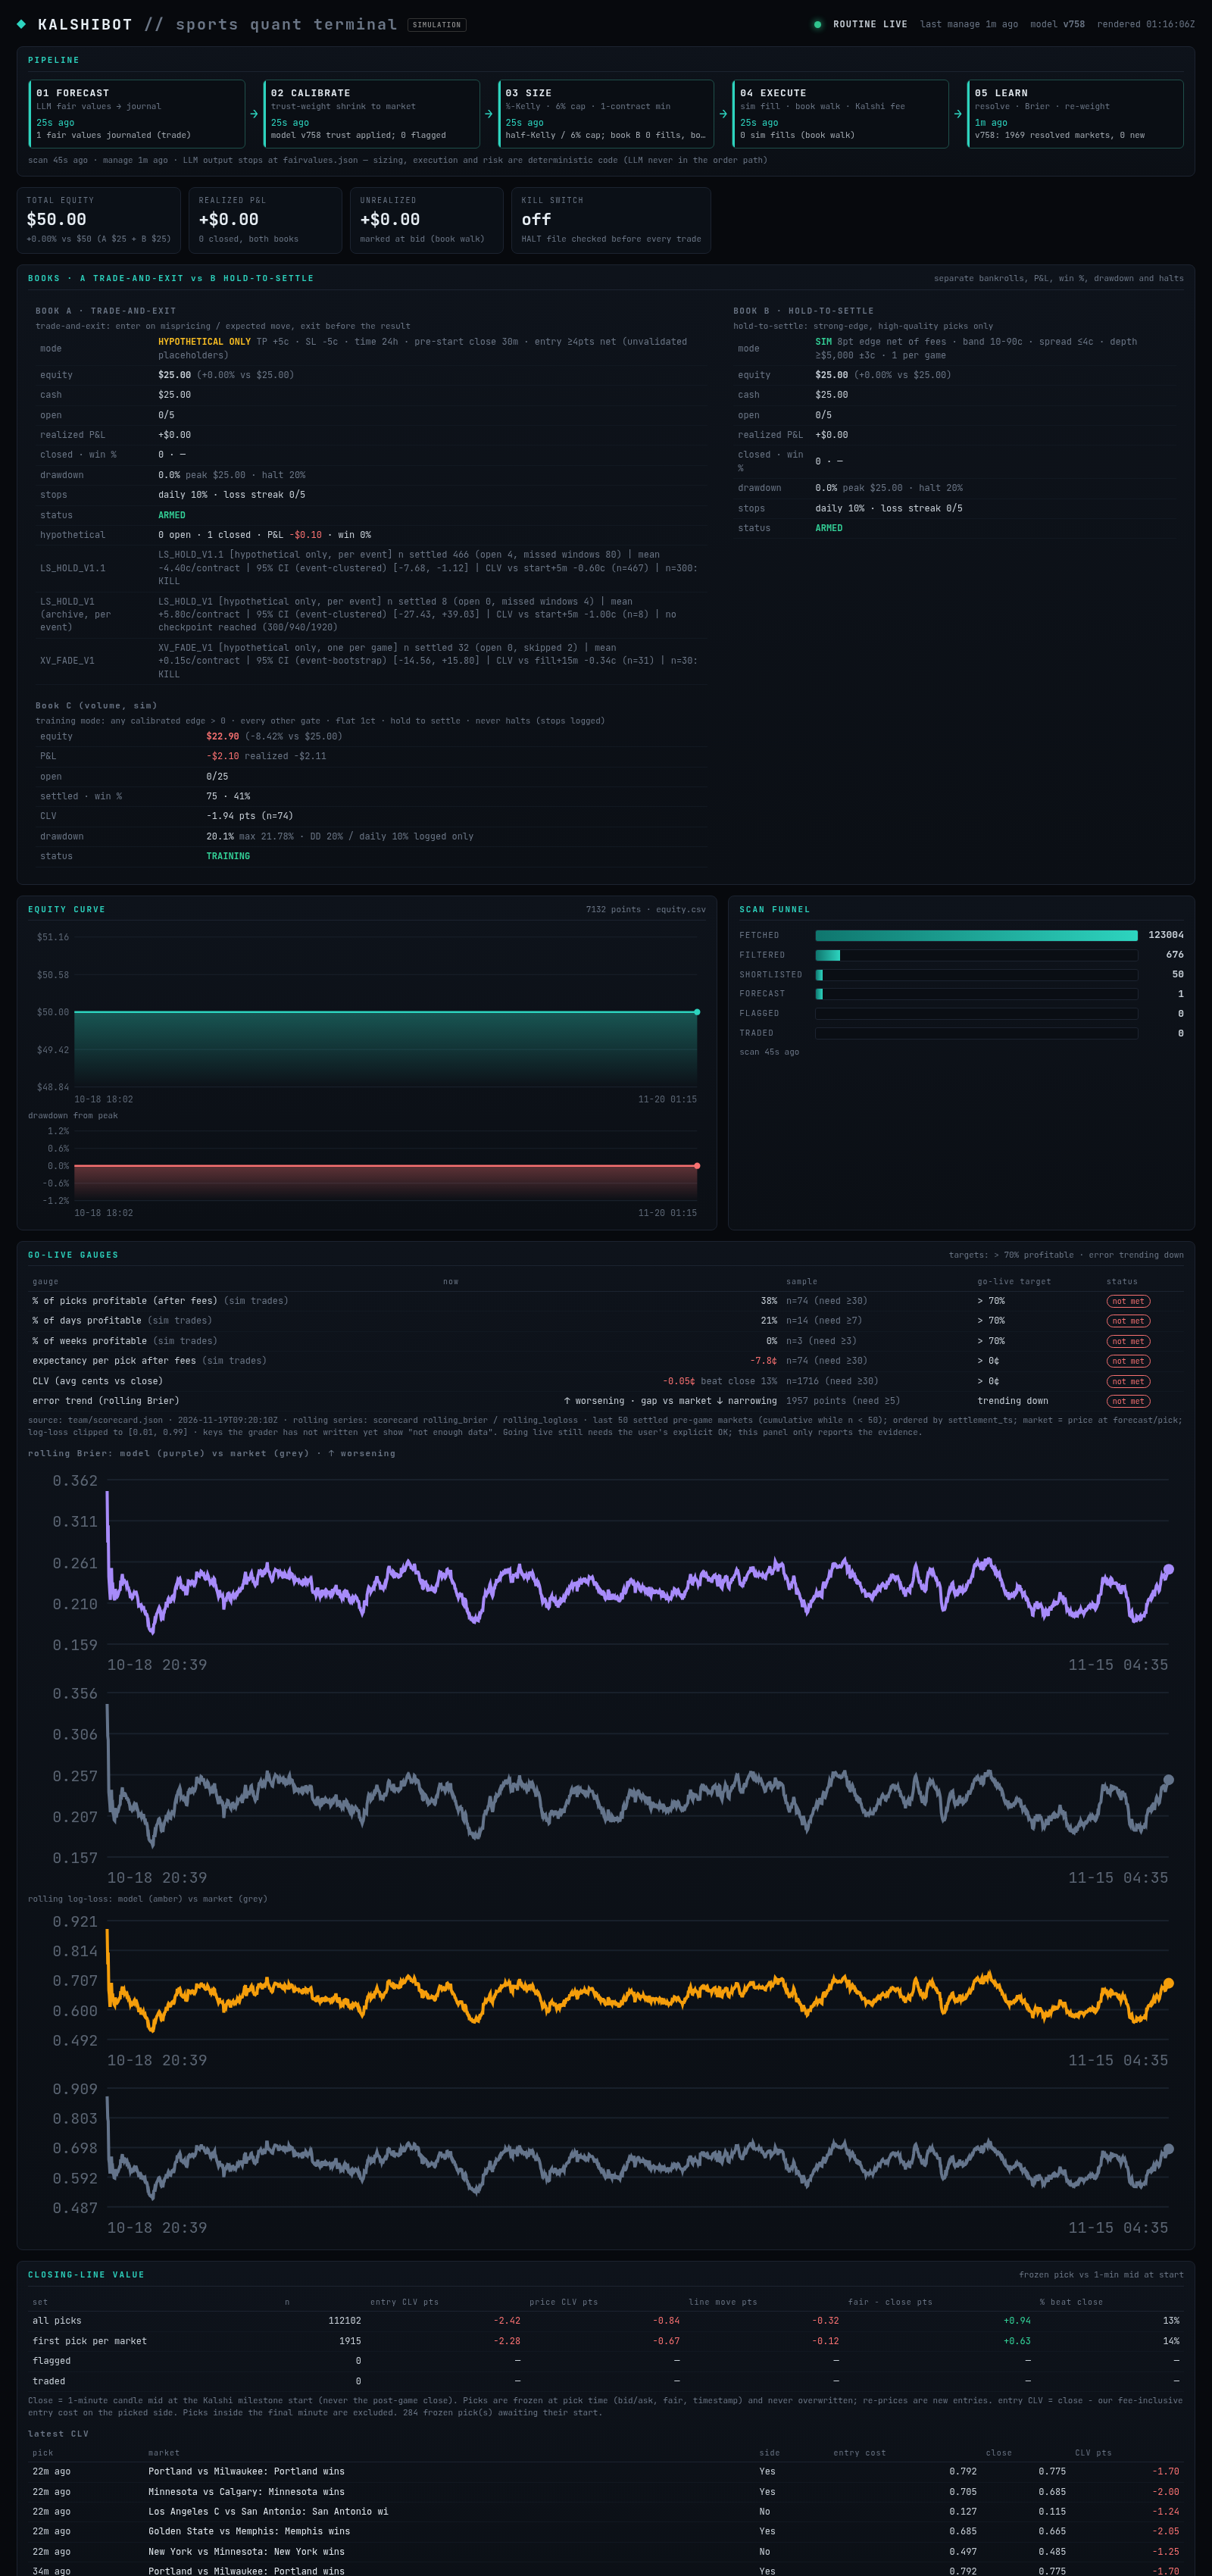 KALSHIBOT // sports quant terminal SIMULATION
ROUTINE LIVE last manage 1m ago model v758 rendered 01:16:06Z
PIPELINE
01 FORECAST
LLM fair values → journal
25s ago
1 fair values journaled (trade)
→
02 CALIBRATE
trust-weight shrink to market
25s ago
model v758 trust applied; 0 flagged
→
03 SIZE
½-Kelly · 6% cap · 1-contract min
25s ago
half-Kelly / 6% cap; book B 0 fills, bo…
→
04 EXECUTE
sim fill · book walk · Kalshi fee
25s ago
0 sim fills (book walk)
→
05 LEARN
resolve · Brier · re-weight
1m ago
v758: 1969 resolved markets, 0 new
scan 45s ago · manage 1m ago · LLM output stops at fairvalues.json — sizing, execution and risk are deterministic code (LLM never in the order path)
TOTAL EQUITY
$50.00
+0.00% vs $50 (A $25 + B $25)
REALIZED P&L
+$0.00
0 closed, both books
UNREALIZED
+$0.00
marked at bid (book walk)
KILL SWITCH
off
HALT file checked before every trade
BOOKS · A TRADE-AND-EXIT vs B HOLD-TO-SETTLE
separate bankrolls, P&L, win %, drawdown and halts
BOOK A · TRADE-AND-EXIT
trade-and-exit: enter on mispricing / expected move, exit before the result
mode HYPOTHETICAL ONLY TP +5c · SL -5c · time 24h · pre-start close 30m · entry ≥4pts net (unvalidated
placeholders)
equity $25.00 (+0.00% vs $25.00)
cash $25.00
open 0/5
realized P&L +$0.00
closed · win % 0 · —
drawdown 0.0% peak $25.00 · halt 20%
stops daily 10% · loss streak 0/5
status ARMED
hypothetical 0 open · 1 closed · P&L -$0.10 · win 0%
LS_HOLD_V1.1 LS_HOLD_V1.1 [hypothetical only, per event] n settled 466 (open 4, missed windows 80) | mean
-4.40c/contract | 95% CI (event-clustered) [-7.68, -1.12] | CLV vs start+5m -0.60c (n=467) | n=300:
KILL
LS_HOLD_V1 (archive, per event) LS_HOLD_V1 [hypothetical only, per event] n settled 8 (open 0, missed windows 4) | mean
+5.80c/contract | 95% CI (event-clustered) [-27.43, +39.03] | CLV vs start+5m -1.00c (n=8) | no
checkpoint reached (300/940/1920)
XV_FADE_V1 XV_FADE_V1 [hypothetical only, one per game] n settled 32 (open 0, skipped 2) | mean
+0.15c/contract | 95% CI (event-bootstrap) [-14.56, +15.80] | CLV vs fill+15m -0.34c (n=31) | n=30:
KILL
BOOK B · HOLD-TO-SETTLE
hold-to-settle: strong-edge, high-quality picks only
mode SIM 8pt edge net of fees · band 10-90c · spread ≤4c · depth
≥$5,000 ±3c · 1 per game
equity $25.00 (+0.00% vs $25.00)
cash $25.00
open 0/5
realized P&L +$0.00
closed · win % 0 · —
drawdown 0.0% peak $25.00 · halt 20%
stops daily 10% · loss streak 0/5
status ARMED
Book C (volume, sim)
training mode: any calibrated edge > 0 · every other gate · flat 1ct · hold to settle · never halts (stops logged)
equity $22.90 (-8.42% vs $25.00)
P&L -$2.10 realized -$2.11
open 0/25
settled · win % 75 · 41%
CLV -1.94 pts (n=74)
drawdown 20.1% max 21.78% · DD 20% / daily 10% logged only
status TRAINING
EQUITY CURVE
7132 points · equity.csv
$51.16
$50.58
$50.00
$49.42
$48.84
10-18 18:02 11-20 01:15
drawdown from peak
1.2%
0.6%
0.0%
-0.6%
-1.2%
10-18 18:02 11-20 01:15
SCAN FUNNEL
FETCHED 123004
FILTERED 676
SHORTLISTED 50
FORECAST 1
FLAGGED 0
TRADED 0
scan 45s ago
GO-LIVE GAUGES
targets: > 70% profitable · error trending down
gauge now sample go-live target status
% of picks profitable (after fees) (sim trades) 38% n=74 (need ≥30) > 70% not met
% of days profitable (sim trades) 21% n=14 (need ≥7) > 70% not met
% of weeks profitable (sim trades) 0% n=3 (need ≥3) > 70% not met
expectancy per pick after fees (sim trades) -7.8¢ n=74 (need ≥30) > 0¢ not met
CLV (avg cents vs close) -0.05¢ beat close 13% n=1716 (need ≥30) > 0¢ not met
error trend (rolling Brier) ↑ worsening · gap vs market ↓ narrowing 1957 points (need ≥5) trending down not met
source: team/scorecard.json · 2026-11-19T09:20:10Z · rolling series: scorecard rolling_brier / rolling_logloss · last 50 settled pre-game markets (cumulative while n < 50); ordered by settlement_ts; market = price at forecast/pick;
log-loss clipped to [0.01, 0.99] · keys the grader has not written yet show "not enough data". Going live still needs the user's explicit OK; this panel only reports the evidence.
rolling Brier: model (purple) vs market (grey) · ↑ worsening
0.362
0.311
0.261
0.210
0.159
10-18 20:39 11-15 04:35
0.356
0.306
0.257
0.207
0.157
10-18 20:39 11-15 04:35
rolling log-loss: model (amber) vs market (grey)
0.921
0.814
0.707
0.600
0.492
10-18 20:39 11-15 04:35
0.909
0.803
0.698
0.592
0.487
10-18 20:39 11-15 04:35
CLOSING-LINE VALUE
frozen pick vs 1-min mid at start
set n entry CLV pts price CLV pts line move pts fair - close pts % beat close
all picks 112102 -2.42 -0.84 -0.32 +0.94 13%
first pick per market 1915 -2.28 -0.67 -0.12 +0.63 14%
flagged 0 — — — — —
traded 0 — — — — —
Close = 1-minute candle mid at the Kalshi milestone start (never the post-game close). Picks are frozen at pick time (bid/ask, fair, timestamp) and never overwritten; re-prices are new entries. entry CLV = close - our fee-inclusive
entry cost on the picked side. Picks inside the final minute are excluded. 284 frozen pick(s) awaiting their start.
latest CLV
pick market side entry cost close CLV pts
22m ago Portland vs Milwaukee: Portland wins Yes 0.792 0.775 -1.70
22m ago Minnesota vs Calgary: Minnesota wins Yes 0.705 0.685 -2.00
22m ago Los Angeles C vs San Antonio: San Antonio wi No 0.127 0.115 -1.24
22m ago Golden State vs Memphis: Memphis wins Yes 0.685 0.665 -2.05
22m ago New York vs Minnesota: New York wins No 0.497 0.485 -1.25
34m ago Portland vs Milwaukee: Portland wins Yes 0.792 0.775 -1.70